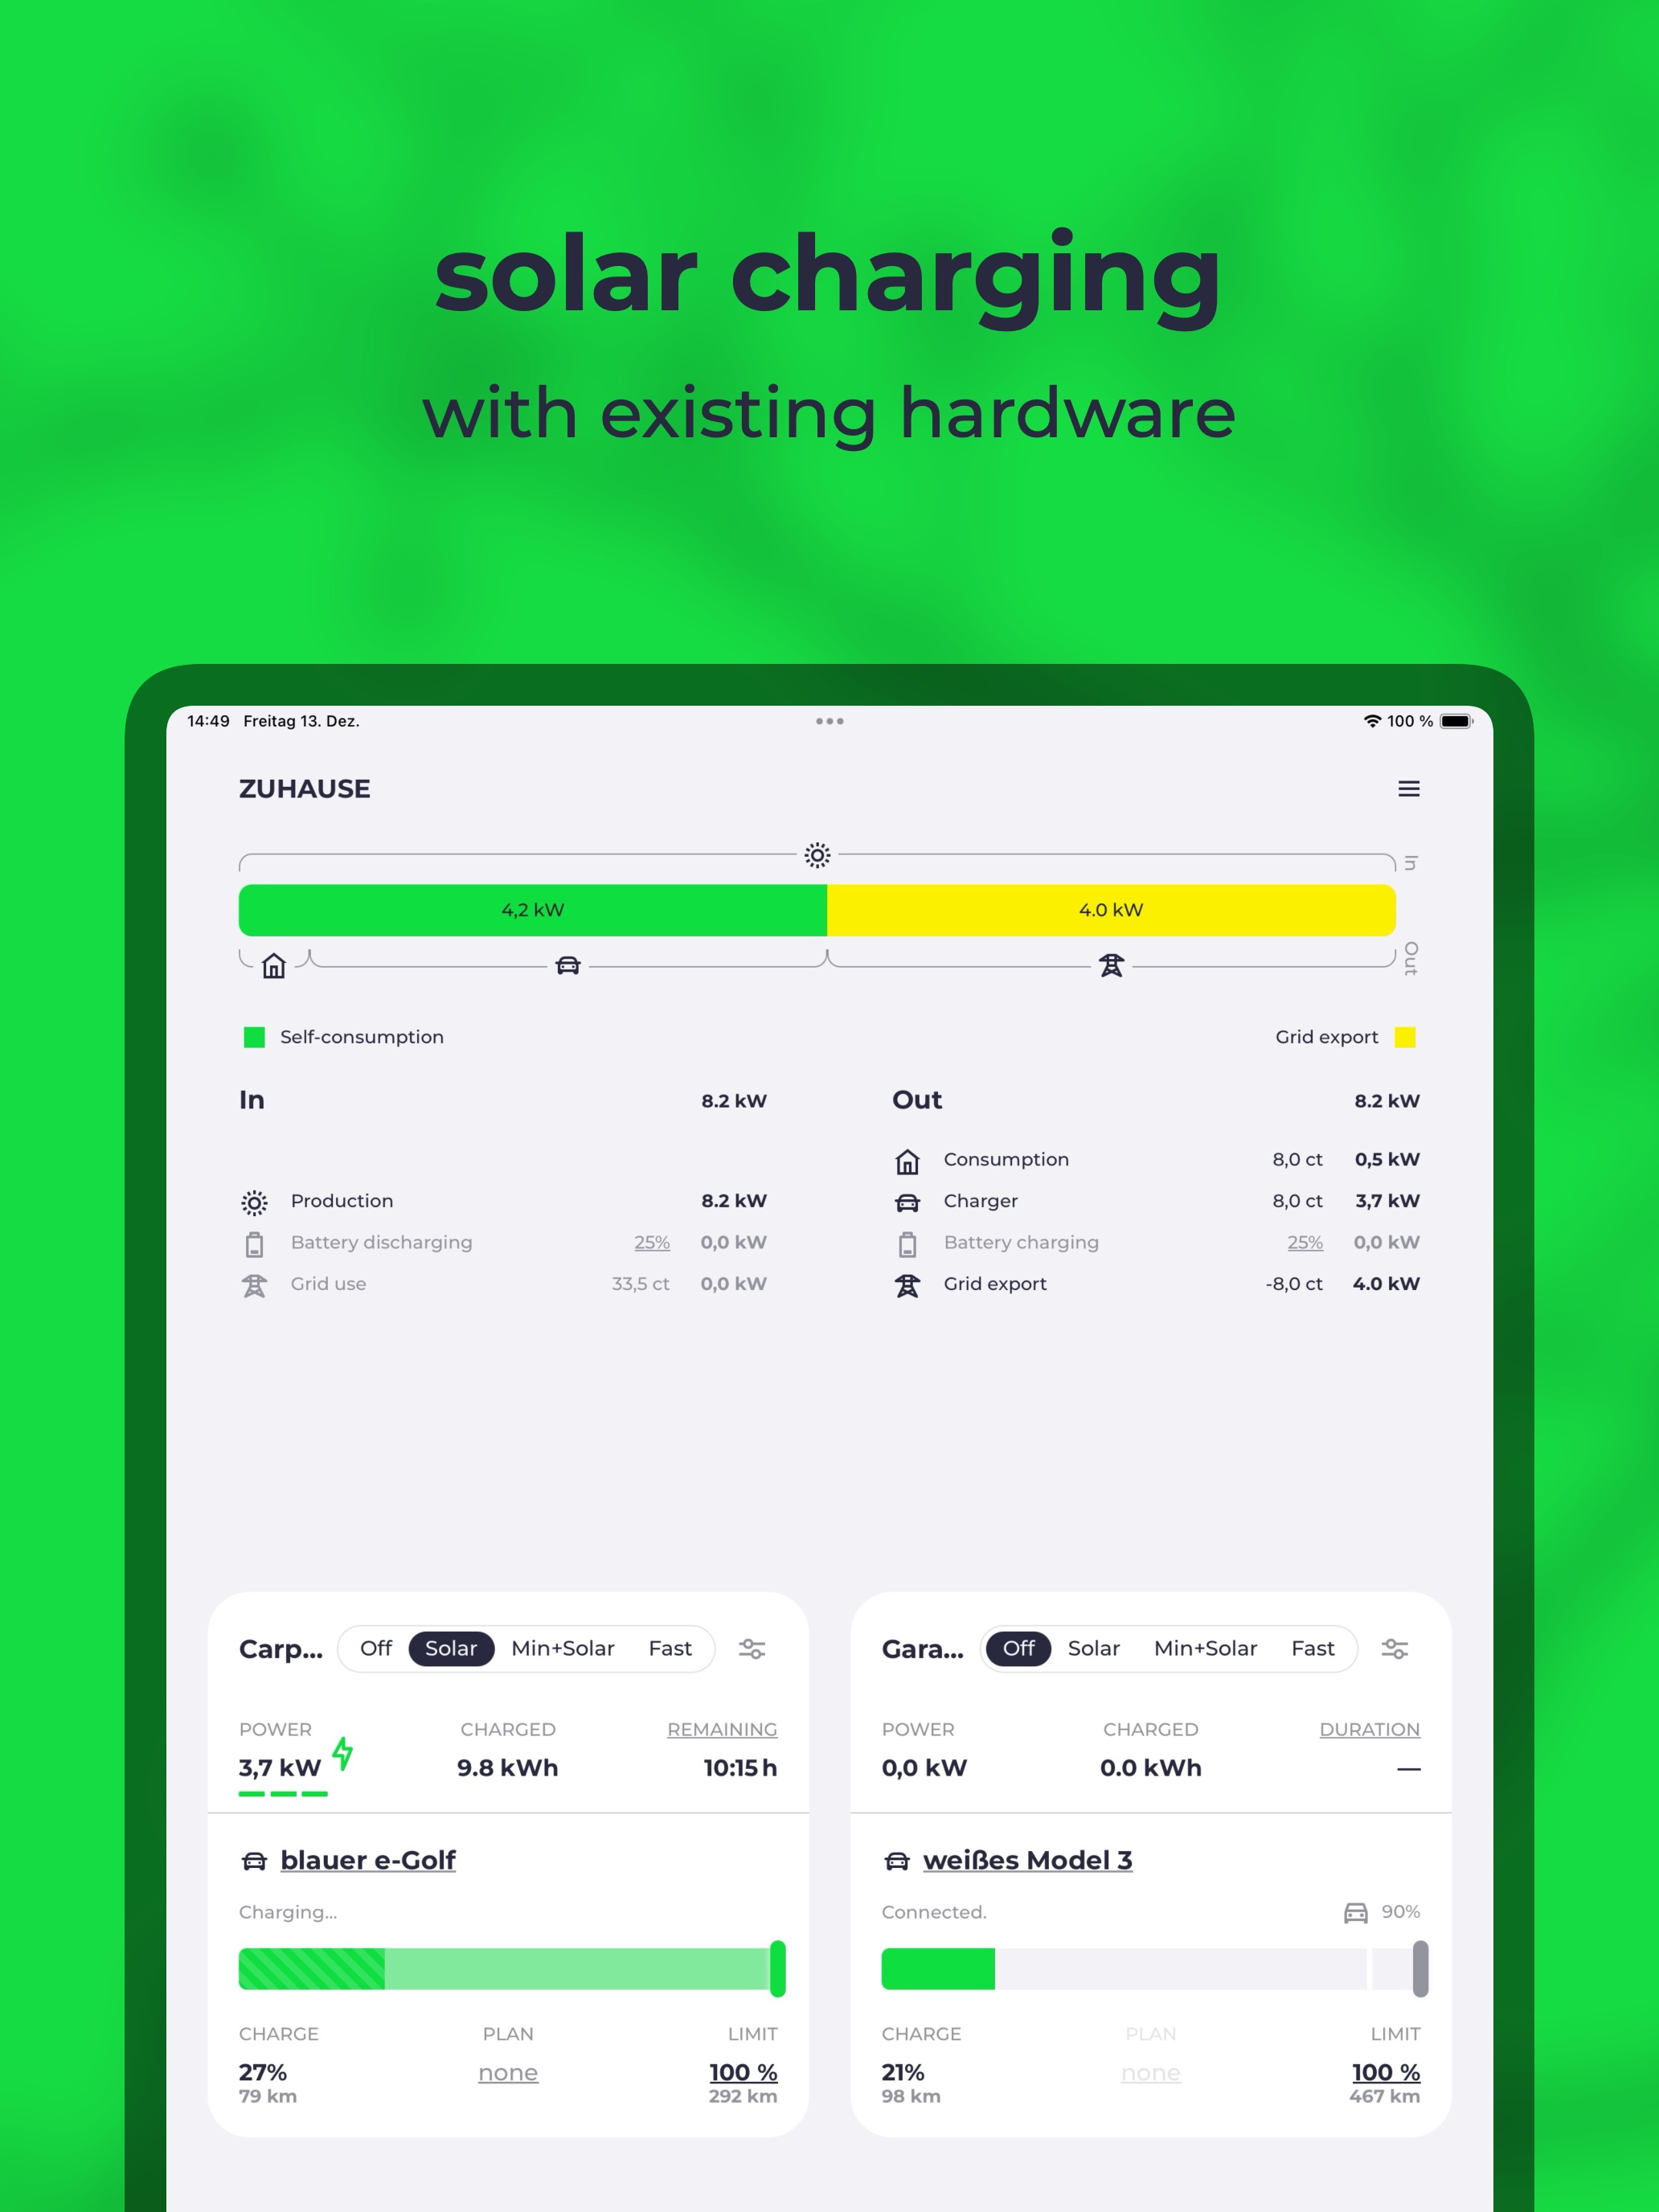 solar charging
with existing hardware
14:49 Freitag 13. Dez.
100 %
ZUHAUSE
In
4,2 kW 4.0 kW
Out
Self-consumption Grid export
In 8.2 kW
Production 8.2 kW
Battery discharging 25% 0,0 kW
Grid use 33,5 ct 0,0 kW
Out 8.2 kW
Consumption 8,0 ct 0,5 kW
Charger 8,0 ct 3,7 kW
Battery charging 25% 0,0 kW
Grid export -8,0 ct 4.0 kW
Carp... Off Solar Min+Solar Fast
POWER CHARGED REMAINING
3,7 kW 9.8 kWh 10:15 h
blauer e-Golf
Charging...
CHARGE PLAN LIMIT
27% none 100 %
79 km 292 km
Gara... Off Solar Min+Solar Fast
POWER CHARGED DURATION
0,0 kW 0.0 kWh —
weißes Model 3
Connected. 90%
CHARGE PLAN LIMIT
21% none 100 %
98 km 467 km